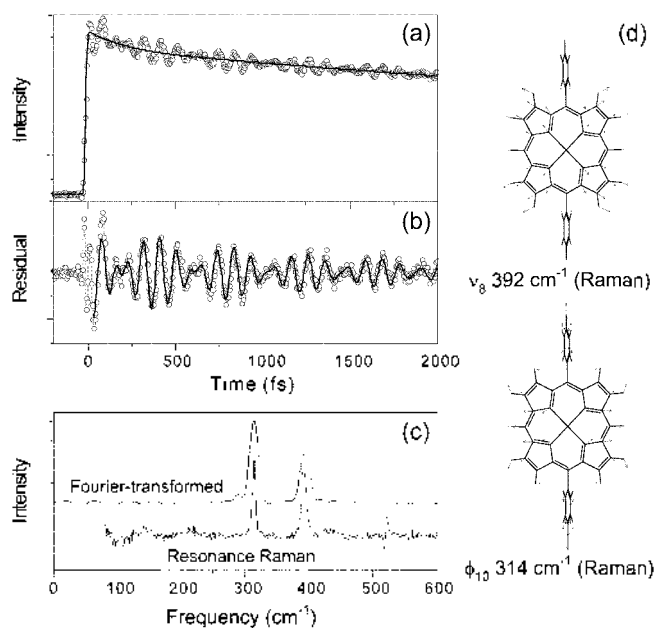 (a)
Intensity
(b)
Residual
0 500 1000 1500 2000
Time (fs)
(c)
Intensity
Fourier-transformed
Resonance Raman
0 100 200 300 400 500 600
Frequency (cm⁻¹)
(d)
ν₈ 392 cm⁻¹ (Raman)
ϕ₁₀ 314 cm⁻¹ (Raman)